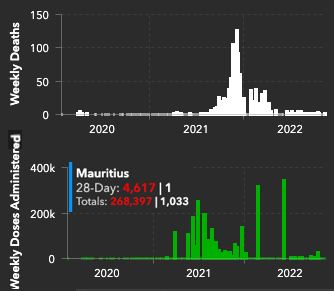 Weekly Deaths
150
100
50
0
2020
2021
2022
Weekly Doses Administered
400k
200k
0
Mauritius
28-Day: 4,617 | 1
Totals: 268,397 | 1,033
2020
2021
2022